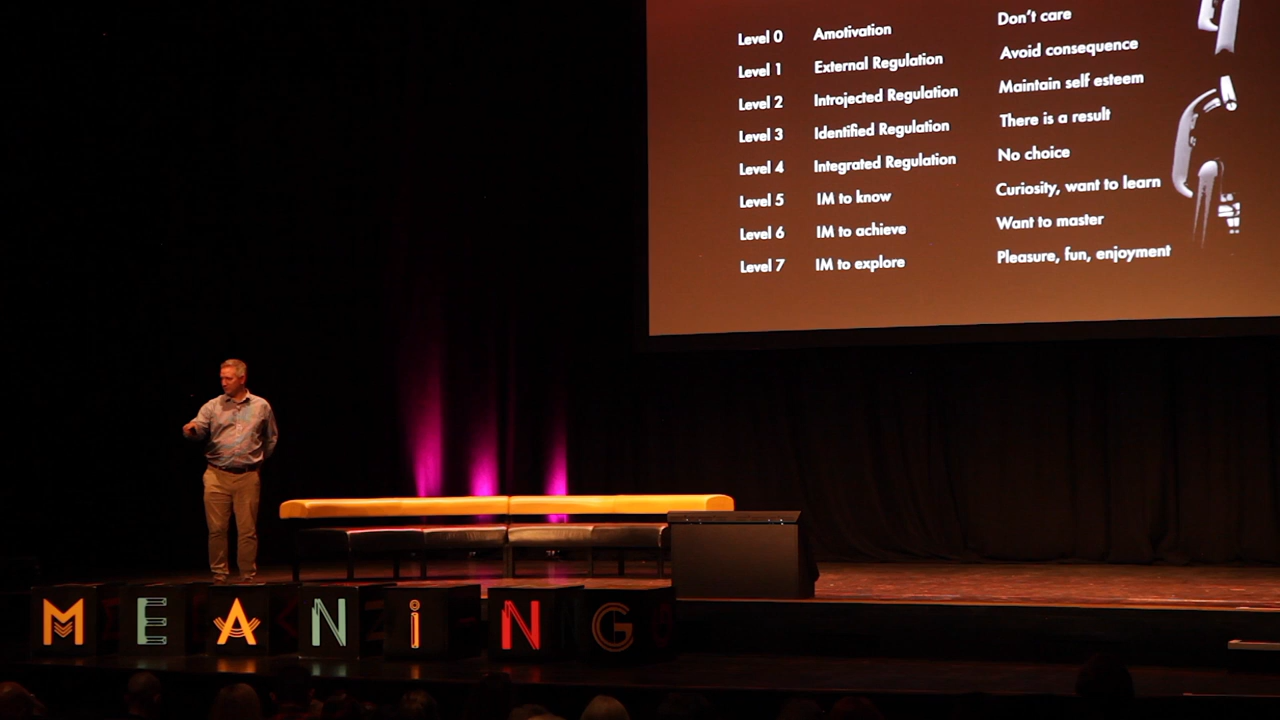 Level 0 Amotivation Don't care
Level 1 External Regulation Avoid consequence
Level 2 Introjected Regulation Maintain self esteem
Level 3 Identified Regulation There is a result
Level 4 Integrated Regulation No choice
Level 5 IM to know Curiosity, want to learn
Level 6 IM to achieve Want to master
Level 7 IM to explore Pleasure, fun, enjoyment
MEANiNG